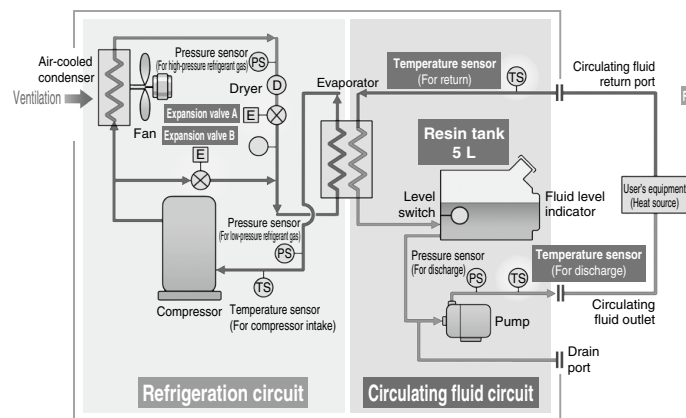 Air-cooled
condenser
Ventilation
Fan
Pressure sensor
(For high-pressure refrigerant gas)
PS
Dryer
D
Expansion valve A
E
Expansion valve B
E
Evaporator
Temperature sensor
(For return)
TS
Circulating fluid
return port
Resin tank
5 L
Level
switch
Fluid level
indicator
User's equipment
(Heat source)
Pressure sensor
(For low-pressure refrigerant gas)
PS
TS
Temperature sensor
(For compressor intake)
Compressor
Pressure sensor
(For discharge)
PS
TS
Temperature sensor
(For discharge)
Circulating
fluid outlet
Pump
Drain
port
Refrigeration circuit
Circulating fluid circuit